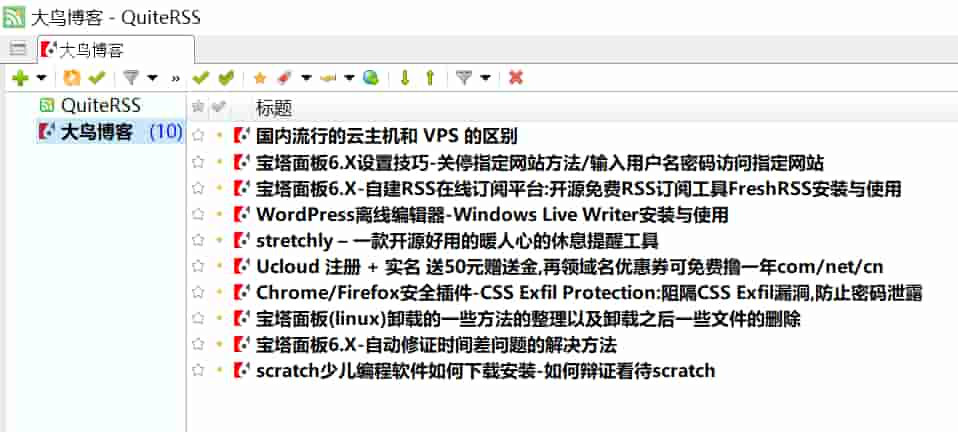 大鸟博客 - QuiteRSS
大鸟博客
»
QuiteRSS
大鸟博客 (10)
标题
国内流行的云主机和 VPS 的区别
宝塔面板6.X设置技巧-关停指定网站方法/输入用户名密码访问指定网站
宝塔面板6.X-自建RSS在线订阅平台:开源免费RSS订阅工具FreshRSS安装与使用
WordPress离线编辑器-Windows Live Writer安装与使用
stretchly – 一款开源好用的暖人心的休息提醒工具
Ucloud 注册 + 实名 送50元赠送金,再领域名优惠券可免费撸一年com/net/cn
Chrome/Firefox安全插件-CSS Exfil Protection:阻隔CSS Exfil漏洞,防止密码泄露
宝塔面板(linux)卸载的一些方法的整理以及卸载之后一些文件的删除
宝塔面板6.X-自动修证时间差问题的解决方法
scratch少儿编程软件如何下载安装-如何辩证看待scratch